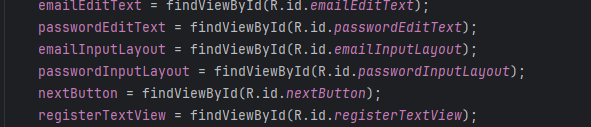 emailEditText = findViewById(R.id.emailEditText);
passwordEditText = findViewById(R.id.passwordEditText);
emailInputLayout = findViewById(R.id.emailInputLayout);
passwordInputLayout = findViewById(R.id.passwordInputLayout);
nextButton = findViewById(R.id.nextButton);
registerTextView = findViewById(R.id.registerTextView);